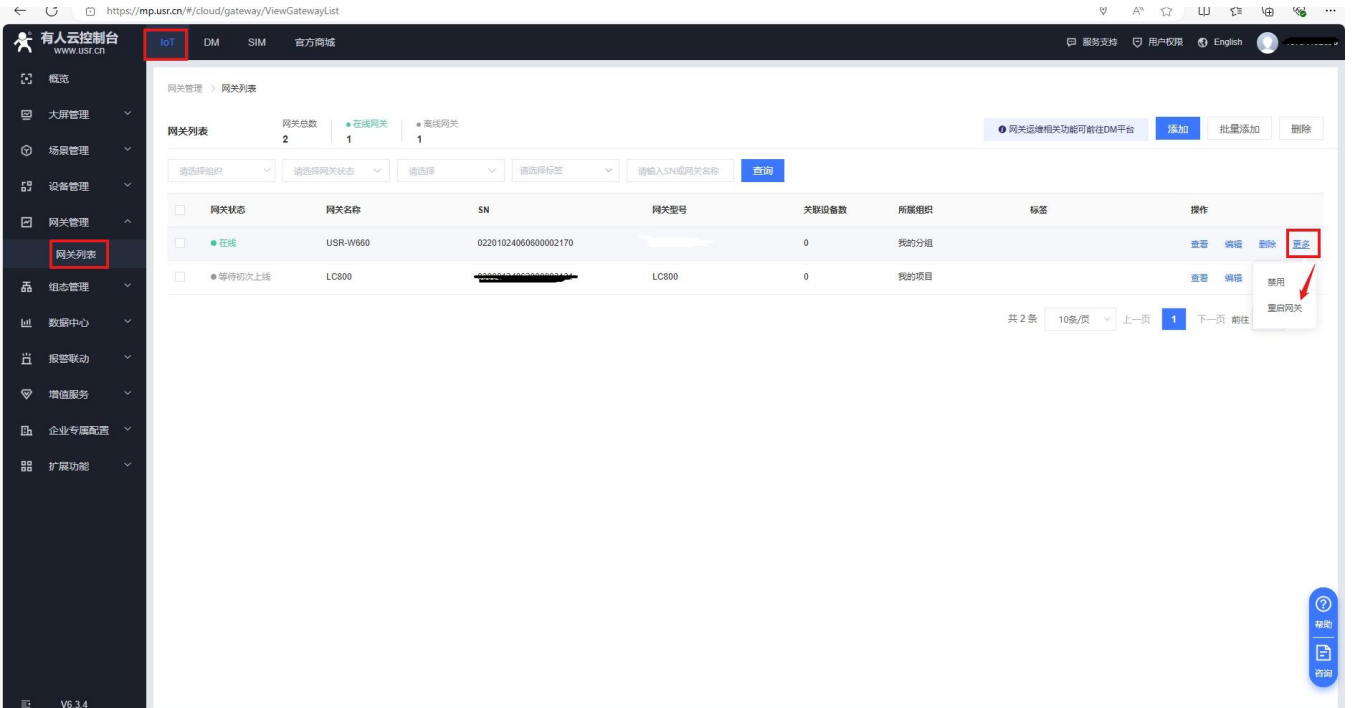 https://mp.usr.cn/#/cloud/gateway/ViewGatewayList
有人云控制台
www.usr.cn
IoT DM SIM 官方商城 服务支持 用户权限 English
概览
大屏管理
场景管理
设备管理
网关管理
网关列表
组态管理
数据中心
报警联动
增值服务
企业专属配置
扩展功能
V6.3.4
网关管理 > 网关列表
网关列表 网关总数 2 在线网关 1 离线网关 1 网关运维相关功能可前往DM平台 添加 批量添加 删除
请选择组织 请选择网关状态 请选择 请选择标签 请输入SN或网关名称 查询
网关状态 网关名称 SN 网关型号 关联设备数 所属组织 标签 操作
在线 USR-W660 02201024060600002170 0 我的分组 查看 编辑 删除 更多
等待初次上线 LC800 LC800 0 我的项目 查看 编辑
禁用
重启网关
共 2 条 10条/页 上一页 1 下一页 前往
帮助
咨询